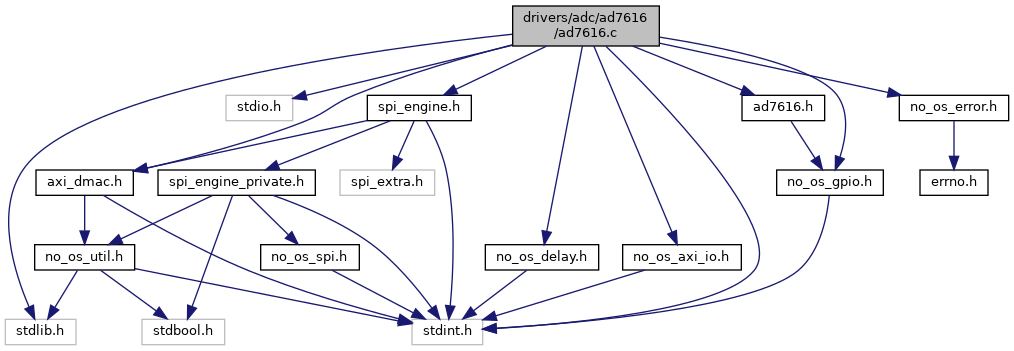 drivers/adc/ad7616
/ad7616.c
stdio.h
spi_engine.h
ad7616.h
no_os_error.h
axi_dmac.h
spi_engine_private.h
spi_extra.h
no_os_gpio.h
errno.h
no_os_util.h
no_os_spi.h
no_os_delay.h
no_os_axi_io.h
stdlib.h
stdbool.h
stdint.h